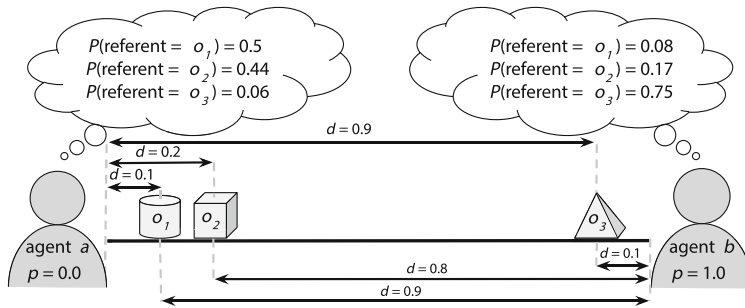 P(referent = o1) = 0.5
P(referent = o2) = 0.44
P(referent = o3) = 0.06
P(referent = o1) = 0.08
P(referent = o2) = 0.17
P(referent = o3) = 0.75
d = 0.9
d = 0.2
d = 0.1
o1
o2
o3
agent a
p = 0.0
agent b
p = 1.0
d = 0.1
d = 0.8
d = 0.9